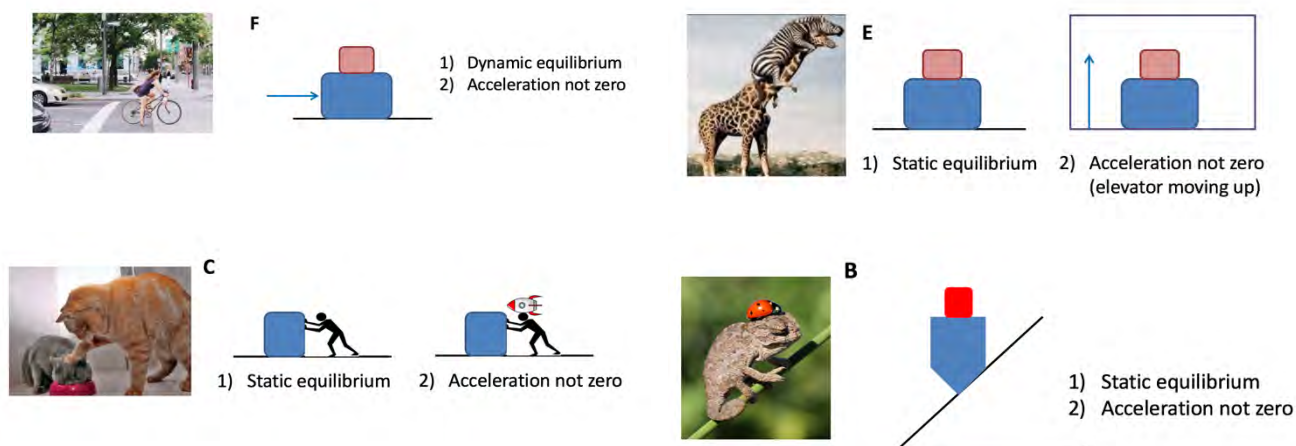 F
1) Dynamic equilibrium
2) Acceleration not zero
E
1) Static equilibrium
2) Acceleration not zero
(elevator moving up)
C
1) Static equilibrium
2) Acceleration not zero
B
1) Static equilibrium
2) Acceleration not zero